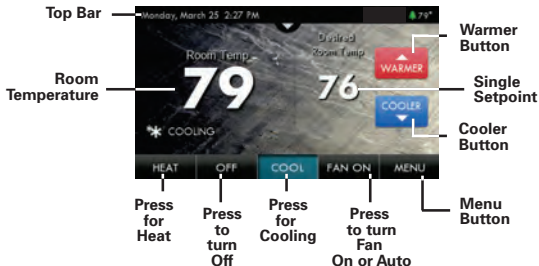 Top Bar
Monday, March 25 2:27 PM
79°
Warmer
Button
Desired
Room Temp
Room Temp
WARMER
Room
Temperature
79
76
Single
Setpoint
COOLER
COOLING
Cooler
Button
HEAT OFF COOL FAN ON MENU
Press
for
Heat
Press
to
turn
Off
Press
for
Cooling
Press
to turn
Fan
On or Auto
Menu
Button